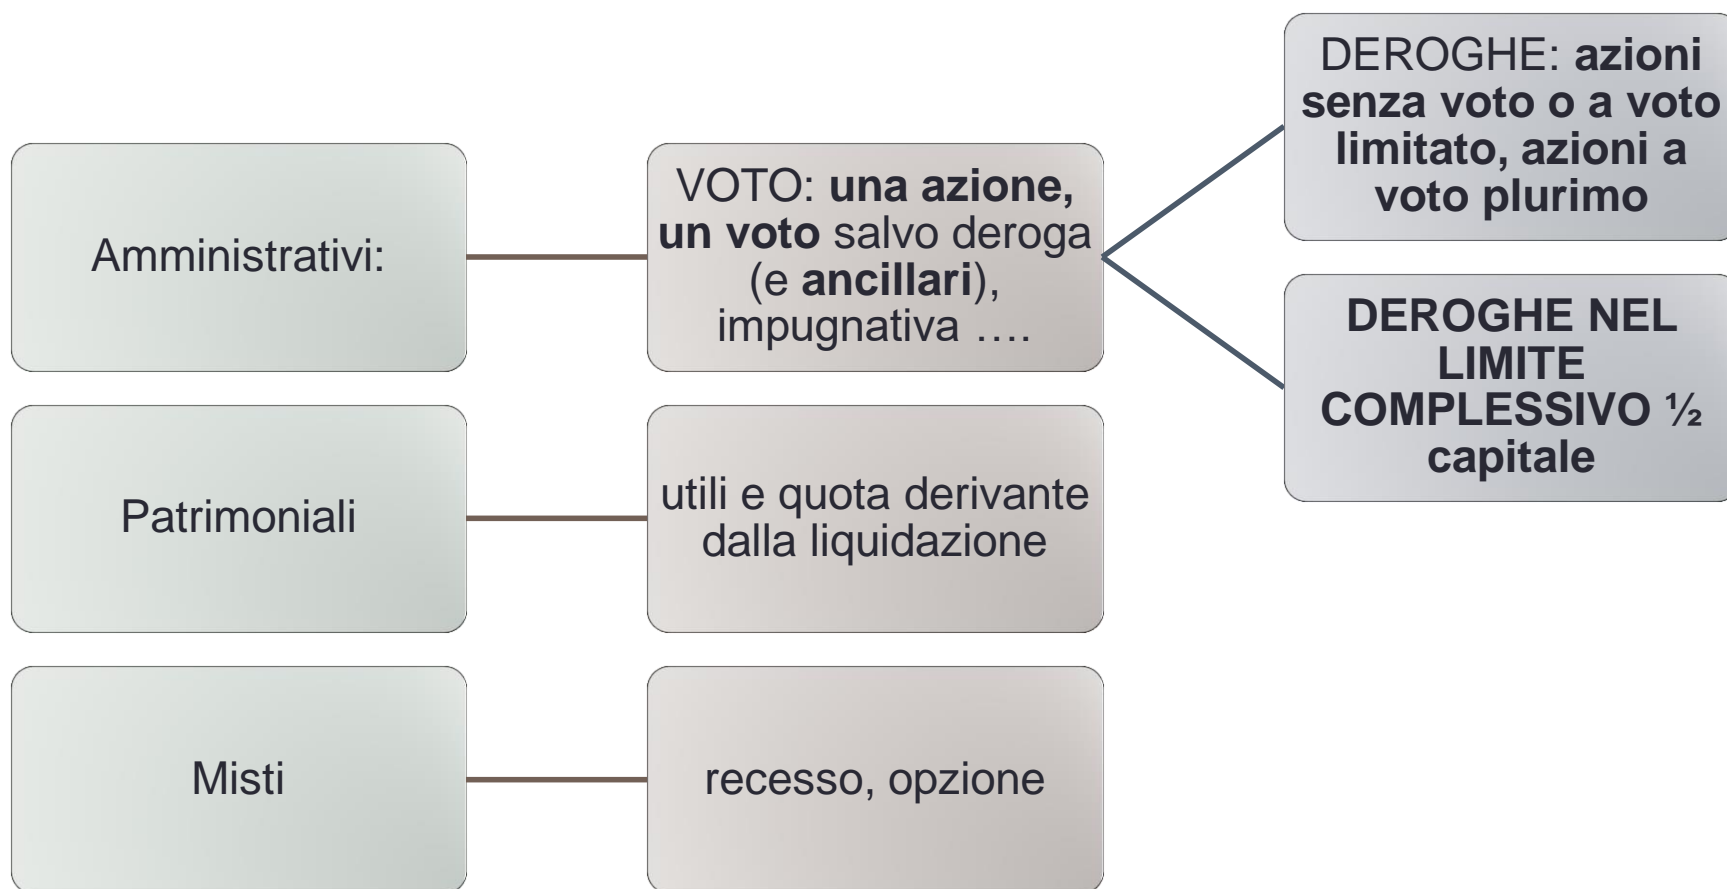 Amministrativi:
VOTO: una azione,
un voto salvo deroga
(e ancillari),
impugnativa ….
DEROGHE: azioni
senza voto o a voto
limitato, azioni a
voto plurimo
DEROGHE NEL
LIMITE
COMPLESSIVO ½
capitale
Patrimoniali
utili e quota derivante
dalla liquidazione
Misti
recesso, opzione